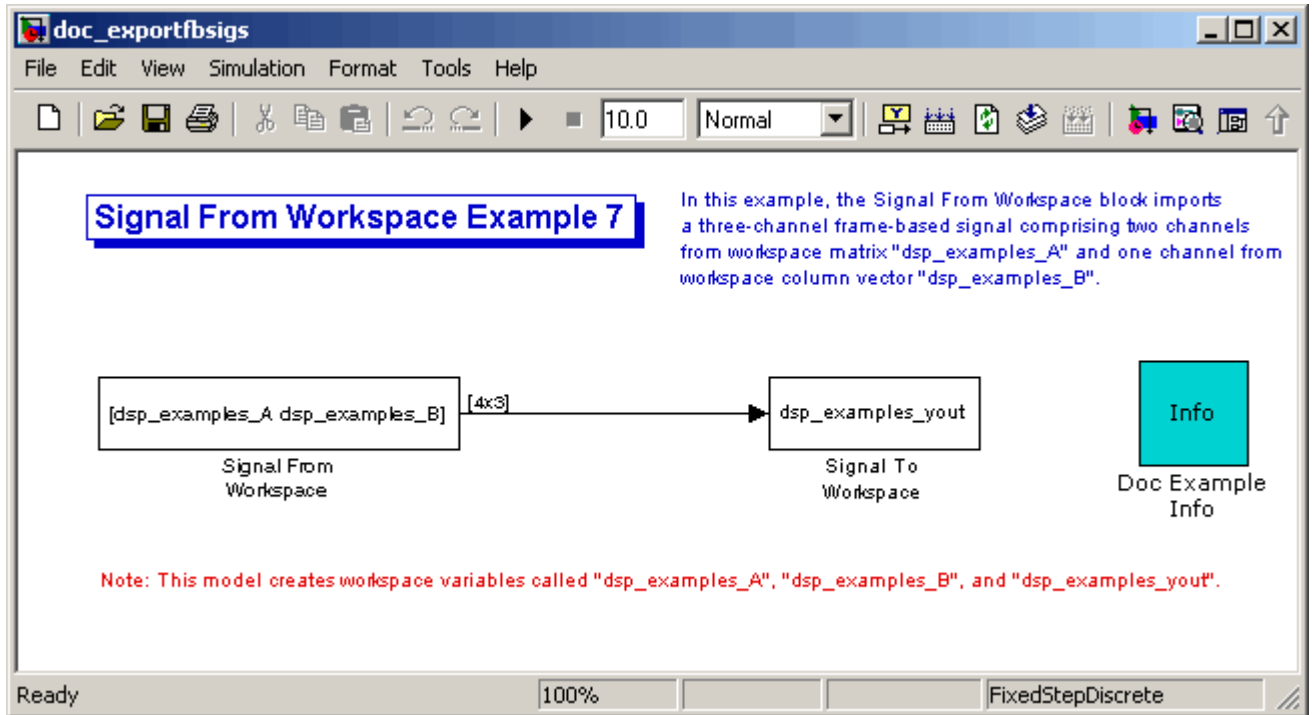 doc_exportfbsigs
File Edit View Simulation Format Tools Help
10.0 Normal
Signal From Workspace Example 7
In this example, the Signal From Workspace block imports
a three-channel frame-based signal comprising two channels
from workspace matrix "dsp_examples_A" and one channel from
workspace column vector "dsp_examples_B".
[dsp_examples_A dsp_examples_B]
[4x3]
dsp_examples_yout
Info
Signal From
Workspace
Signal To
Workspace
Doc Example
Info
Note: This model creates workspace variables called "dsp_examples_A", "dsp_examples_B", and "dsp_examples_yout".
Ready 100% FixedStepDiscrete